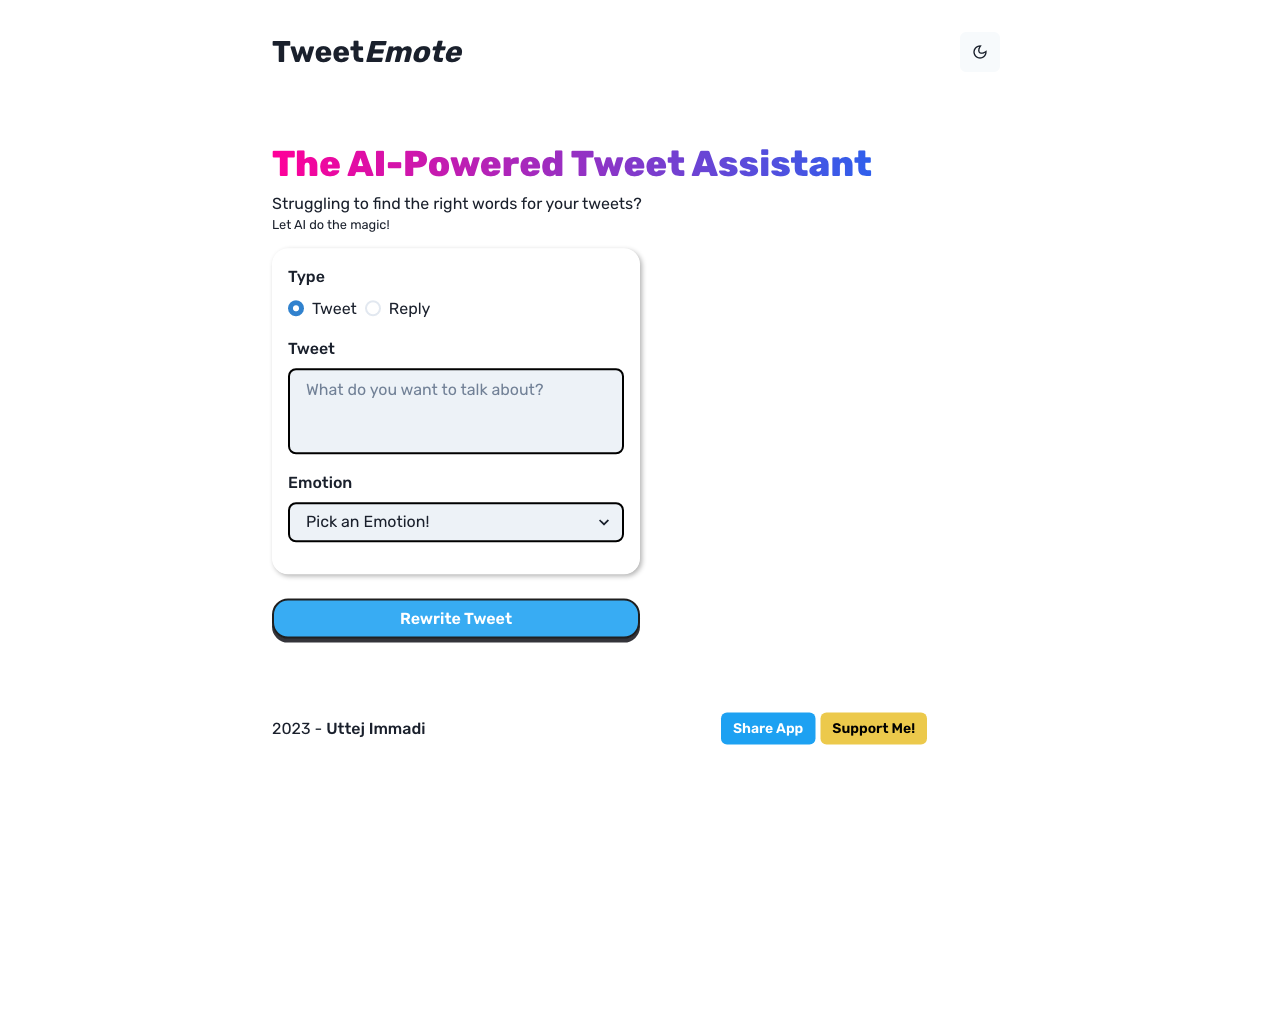 TweetEmote
The AI-Powered Tweet Assistant
Struggling to find the right words for your tweets?
Let AI do the magic!
Type
Tweet Reply
Tweet
What do you want to talk about?
Emotion
Pick an Emotion!
Rewrite Tweet
2023 - Uttej Immadi
Share App Support Me!